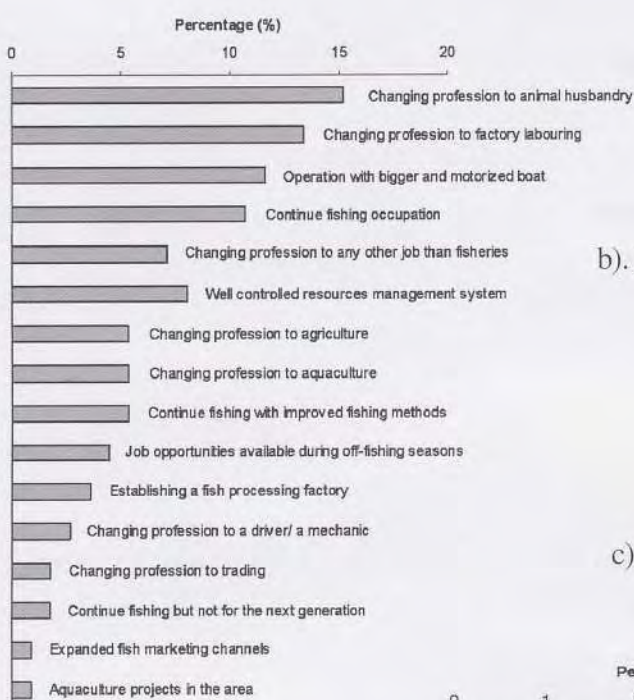 Percentage (%)
0 5 10 15 20
Changing profession to animal husbandry
Changing profession to factory labouring
Operation with bigger and motorized boat
Continue fishing occupation
Changing profession to any other job than fisheries
b).
Well controlled resources management system
Changing profession to agriculture
Changing profession to aquaculture
Continue fishing with improved fishing methods
Job opportunities available during off-fishing seasons
Establishing a fish processing factory
Changing profession to a driver/ a mechanic
c)
Changing profession to trading
Continue fishing but not for the next generation
Expanded fish marketing channels
Pe
Aquaculture projects in the area